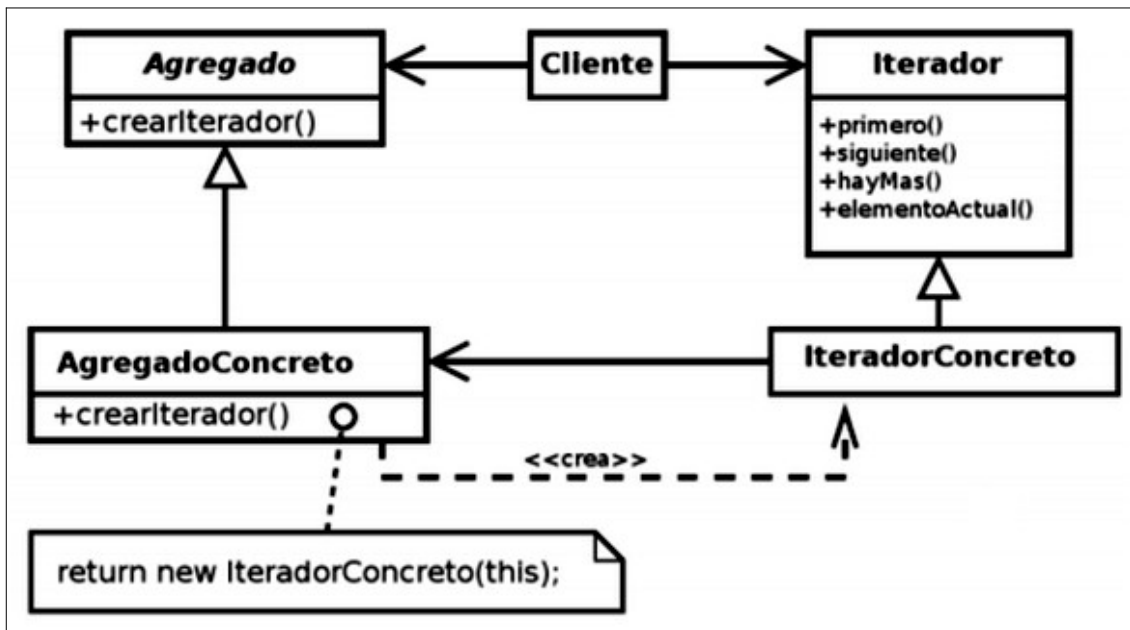 Agregado
+crearIterador()
Cliente
Iterador
+primero()
+siguiente()
+hayMas()
+elementoActual()
AgregadoConcreto
+crearIterador()
IteradorConcreto
<<crea>>
return new IteradorConcreto(this);